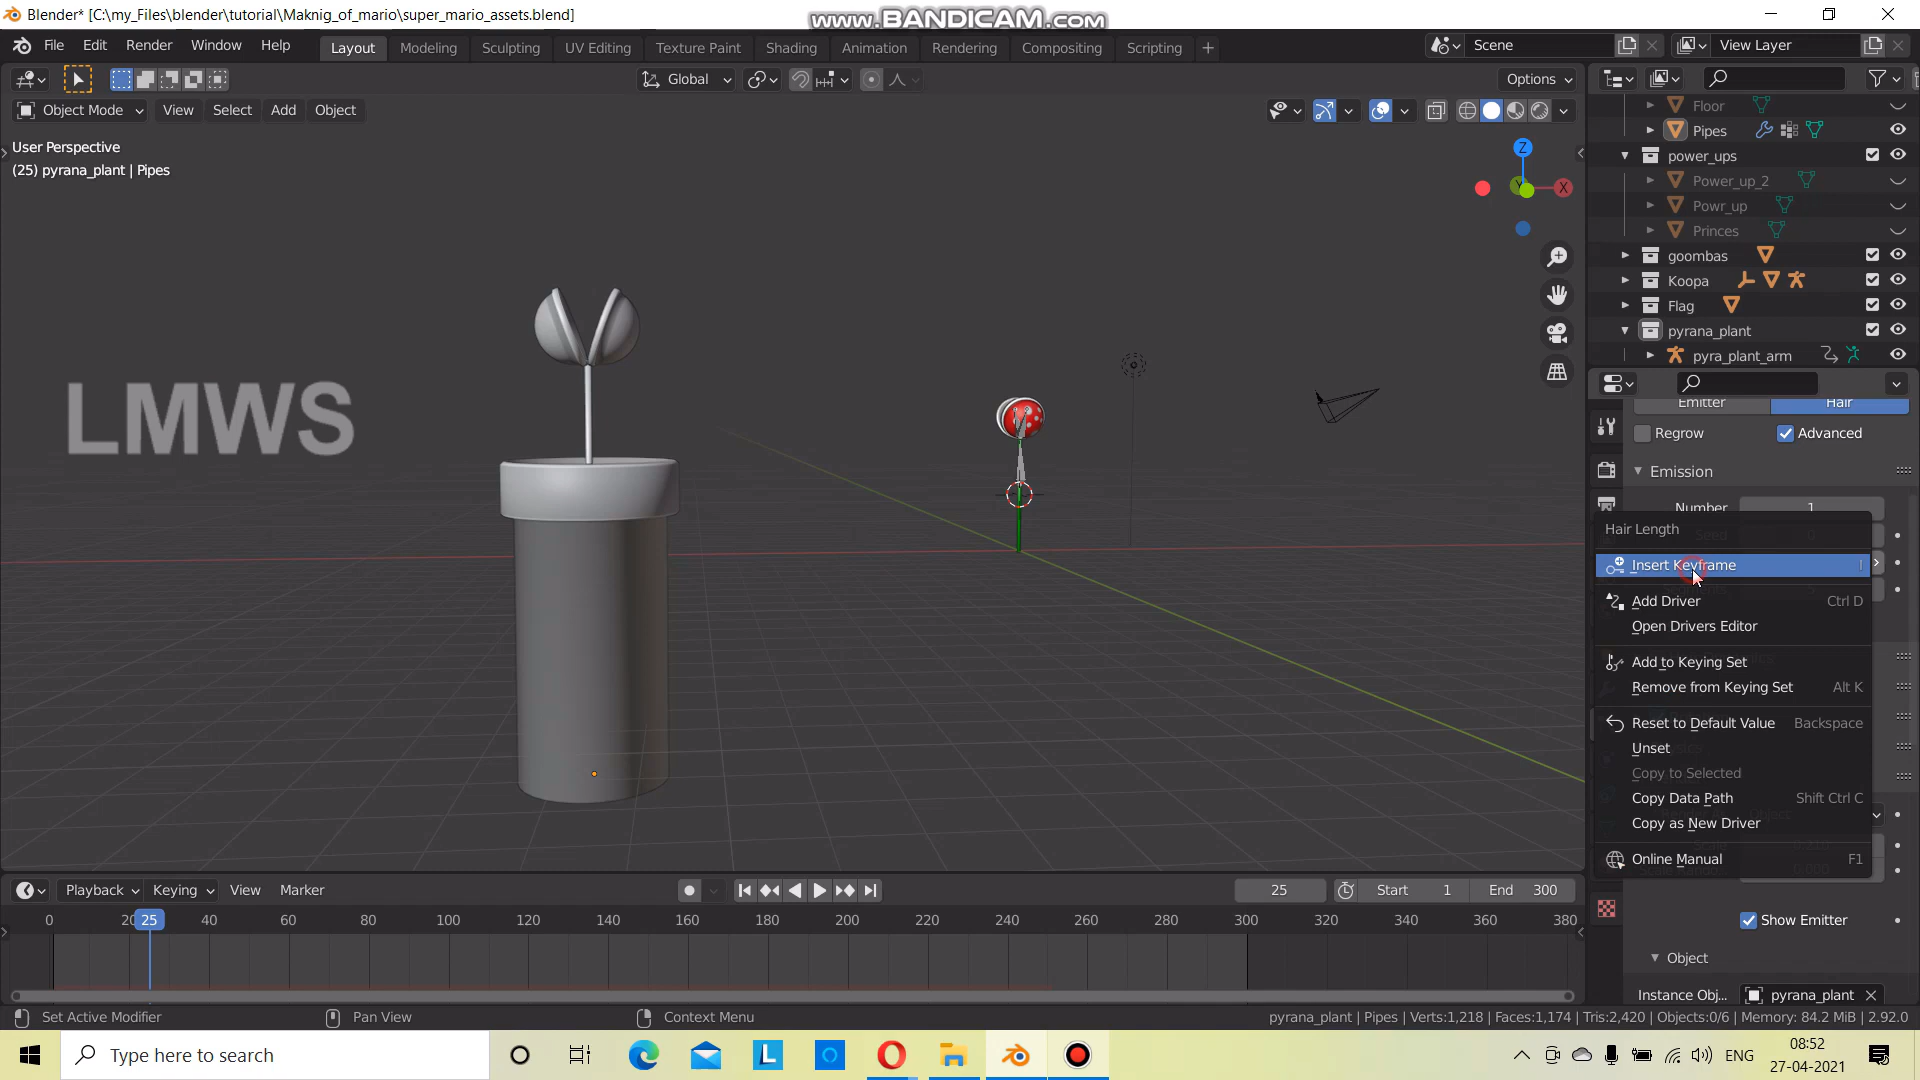 Blender* [C:\my_Files\blender\tutorial\Maknig_of_mario\super_mario_assets.blend]
www.BANDICAM.com
File Edit Render Window Help
Layout Modeling Sculpting UV Editing Texture Paint Shading Animation Rendering Compositing Scripting +
Scene
View Layer
Global
Options
Object Mode View Select Add Object
User Perspective
(25) pyrana_plant | Pipes
Z
Y
X
LMWS
Floor
Pipes
power_ups
Power_up_2
Powr_up
Princes
goombas
Koopa
Flag
pyrana_plant
pyra_plant_arm
Emitter Hair
Regrow Advanced
Emission
Number 1
Hair Length
Insert Keyframe I
Add Driver Ctrl D
Open Drivers Editor
Add to Keying Set
Remove from Keying Set Alt K
Reset to Default Value Backspace
Unset
Copy to Selected
Copy Data Path Shift Ctrl C
Copy as New Driver
Online Manual F1
Show Emitter
Object
Instance Obj... pyrana_plant
Playback Keying View Marker
25 Start 1 End 300
0 20 25 40 60 80 100 120 140 160 180 200 220 240 260 280 300 320 340 360 380
Set Active Modifier Pan View Context Menu
pyrana_plant | Pipes | Verts:1,218 | Faces:1,174 | Tris:2,420 | Objects:0/6 | Memory: 84.2 MiB | 2.92.0
Type here to search
L
ENG
08:52
27-04-2021